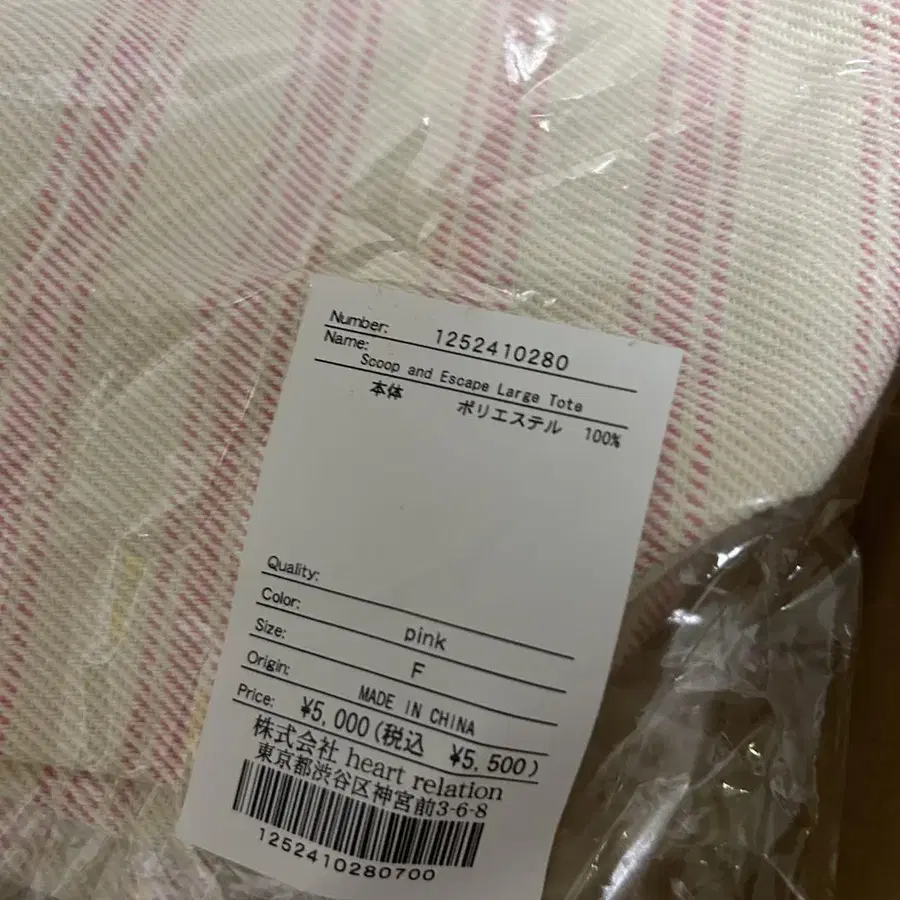 Number: 1252410280
Name:
Scoop and Escape Large Tote
本体 ポリエステル 100%
Quality:
Color: pink
Size: F
Origin: MADE IN CHINA
Price: ¥5,000(税込 ¥5,500)
株式会社 heart relation
東京都渋谷区神宮前3-6-8
1252410280700